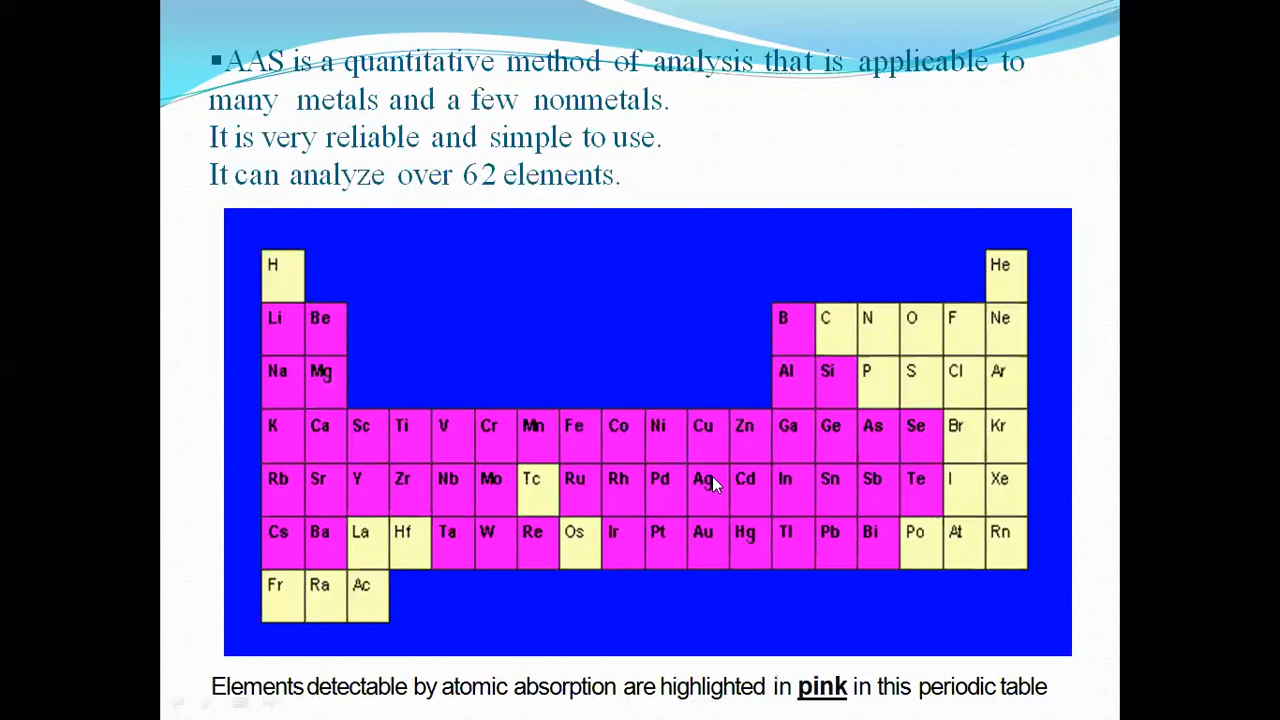 ▪AAS is a quantitative method of analysis that is applicable to
many metals and a few nonmetals.
It is very reliable and simple to use.
It can analyze over 62 elements.
H He
Li Be B C N O F Ne
Na Mg Al Si P S Cl Ar
K Ca Sc Ti V Cr Mn Fe Co Ni Cu Zn Ga Ge As Se Br Kr
Rb Sr Y Zr Nb Mo Tc Ru Rh Pd Ag Cd In Sn Sb Te I Xe
Cs Ba La Hf Ta W Re Os Ir Pt Au Hg Tl Pb Bi Po At Rn
Fr Ra Ac
Elements detectable by atomic absorption are highlighted in pink in this periodic table